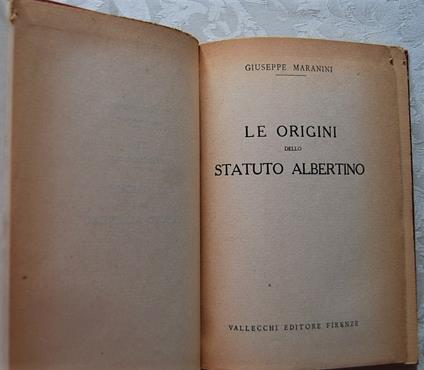 GIUSEPPE MARANINI
LE ORIGINI
DELLO
STATUTO ALBERTINO
VALLECCHI EDITORE FIRENZE